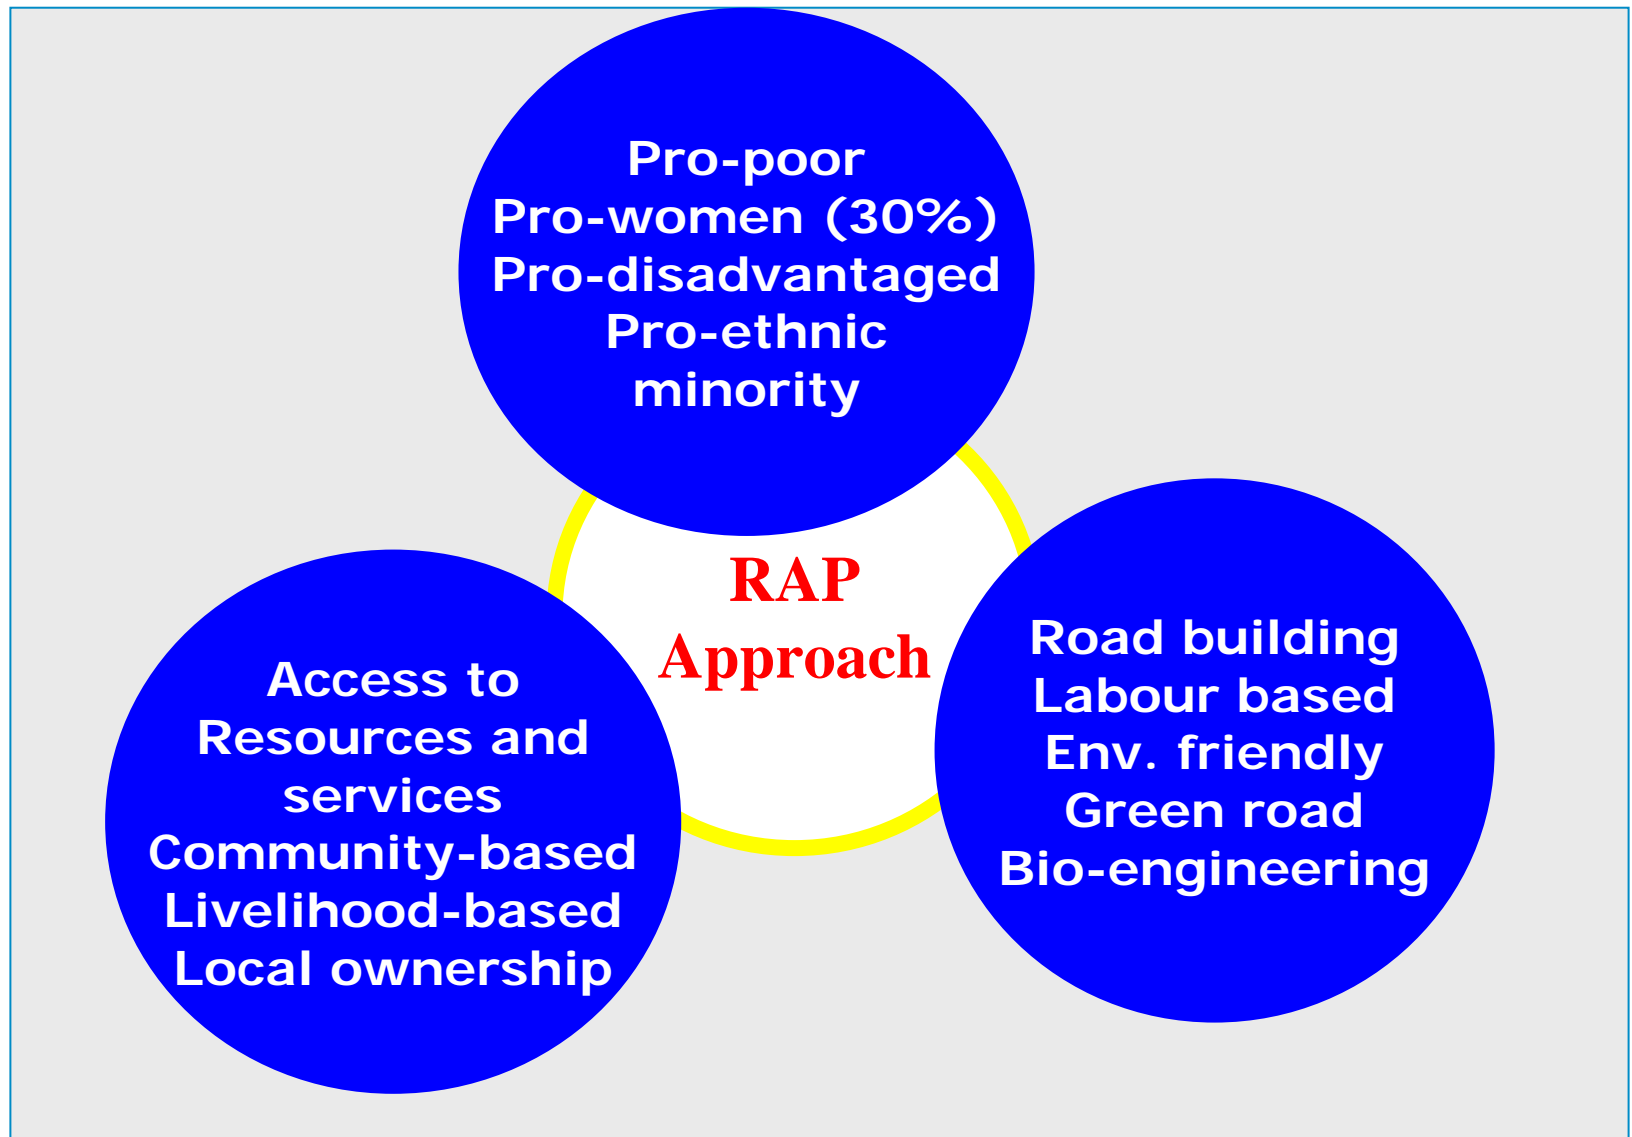 Pro-poor
Pro-women (30%)
Pro-disadvantaged
Pro-ethnic
minority
RAP
Approach
Access to
Resources and
services
Community-based
Livelihood-based
Local ownership
Road building
Labour based
Env. friendly
Green road
Bio-engineering